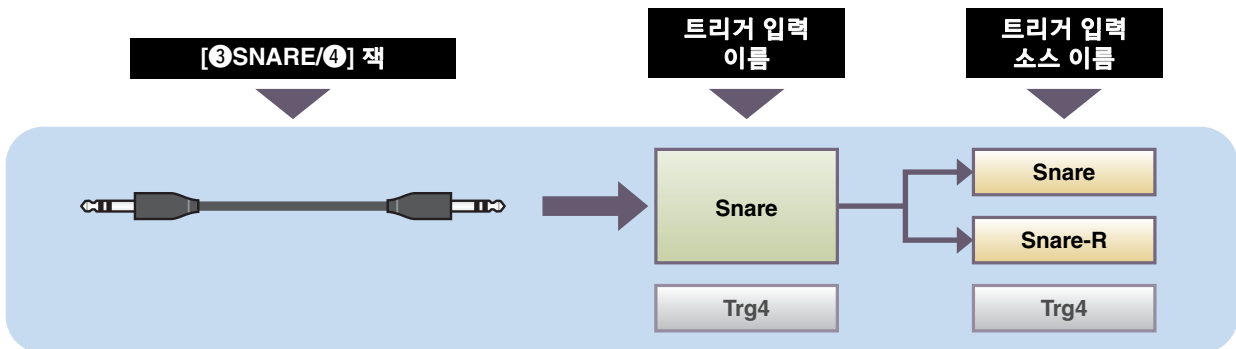 [❸SNARE/❹] 잭
트리거 입력
이름
트리거 입력
소스 이름
Snare
Snare
Snare-R
Trg4
Trg4